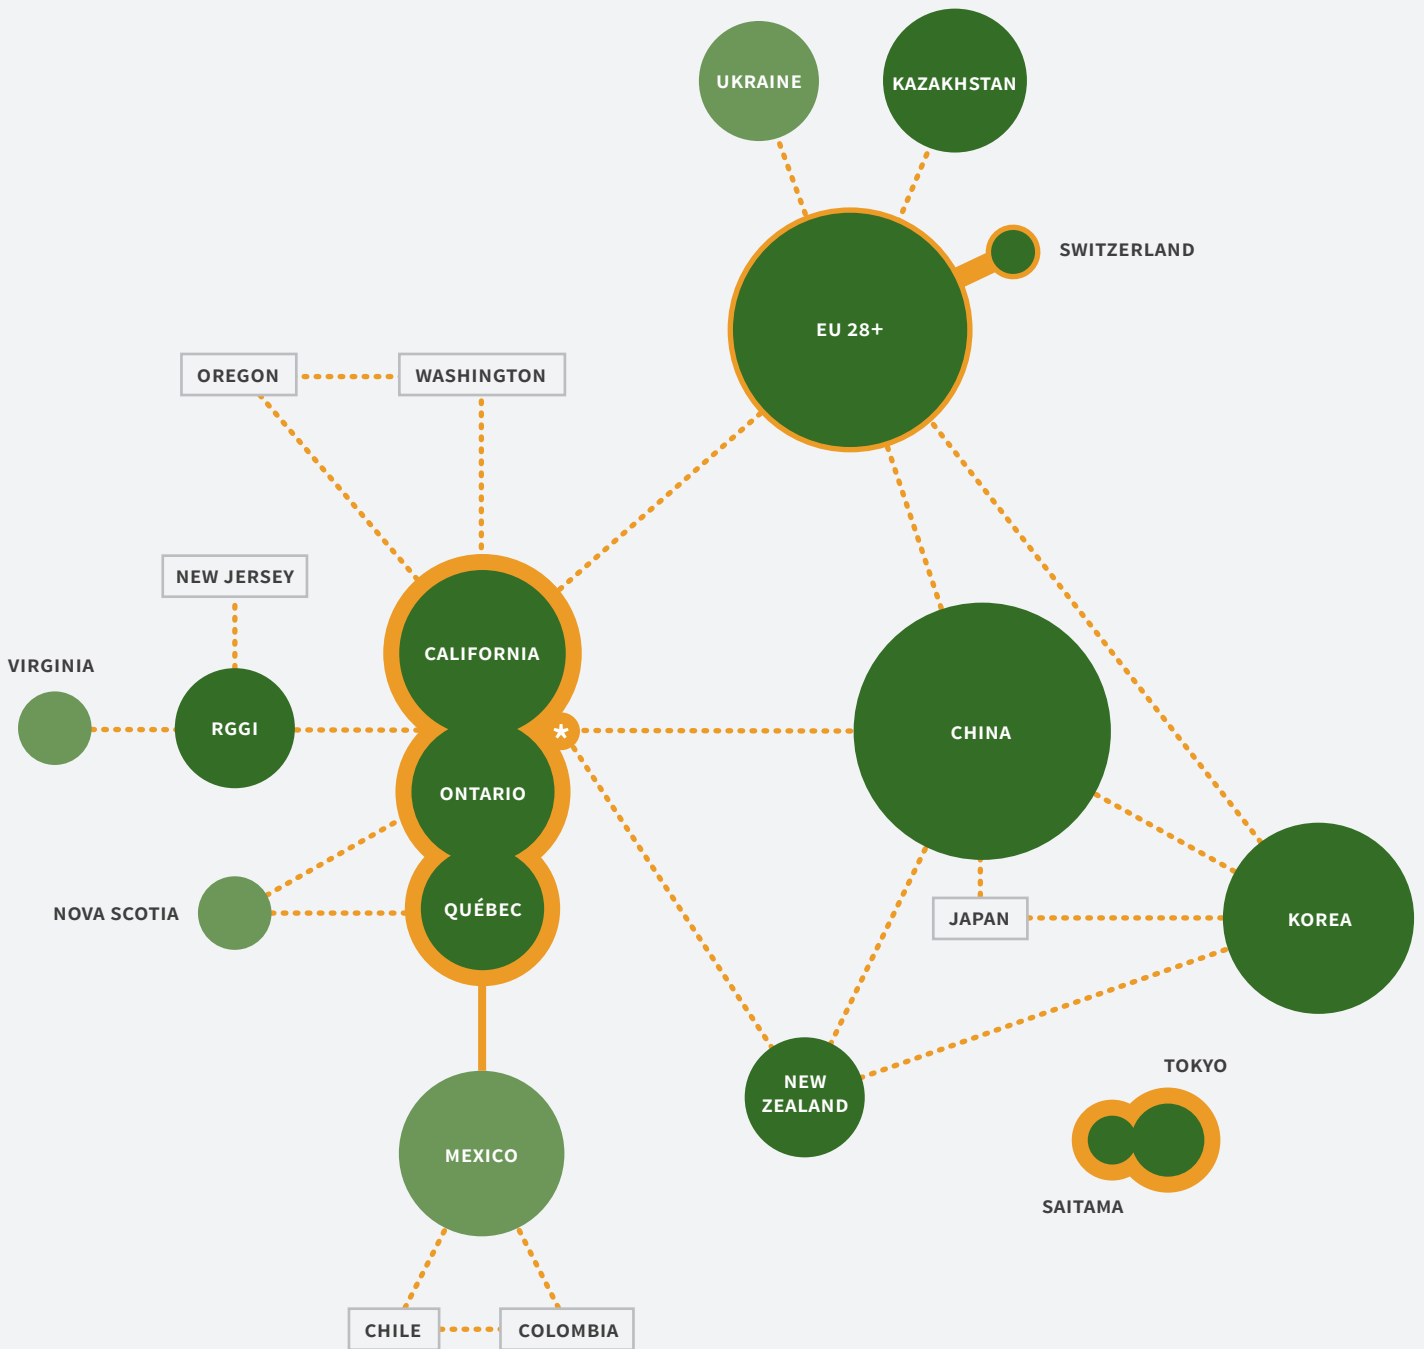 UKRAINE
KAZAKHSTAN
SWITZERLAND
EU 28+
OREGON
WASHINGTON
NEW JERSEY
CALIFORNIA
VIRGINIA
RGGI
*
CHINA
ONTARIO
QUÉBEC
NOVA SCOTIA
JAPAN
KOREA
TOKYO
NEW
ZEALAND
MEXICO
SAITAMA
CHILE
COLOMBIA